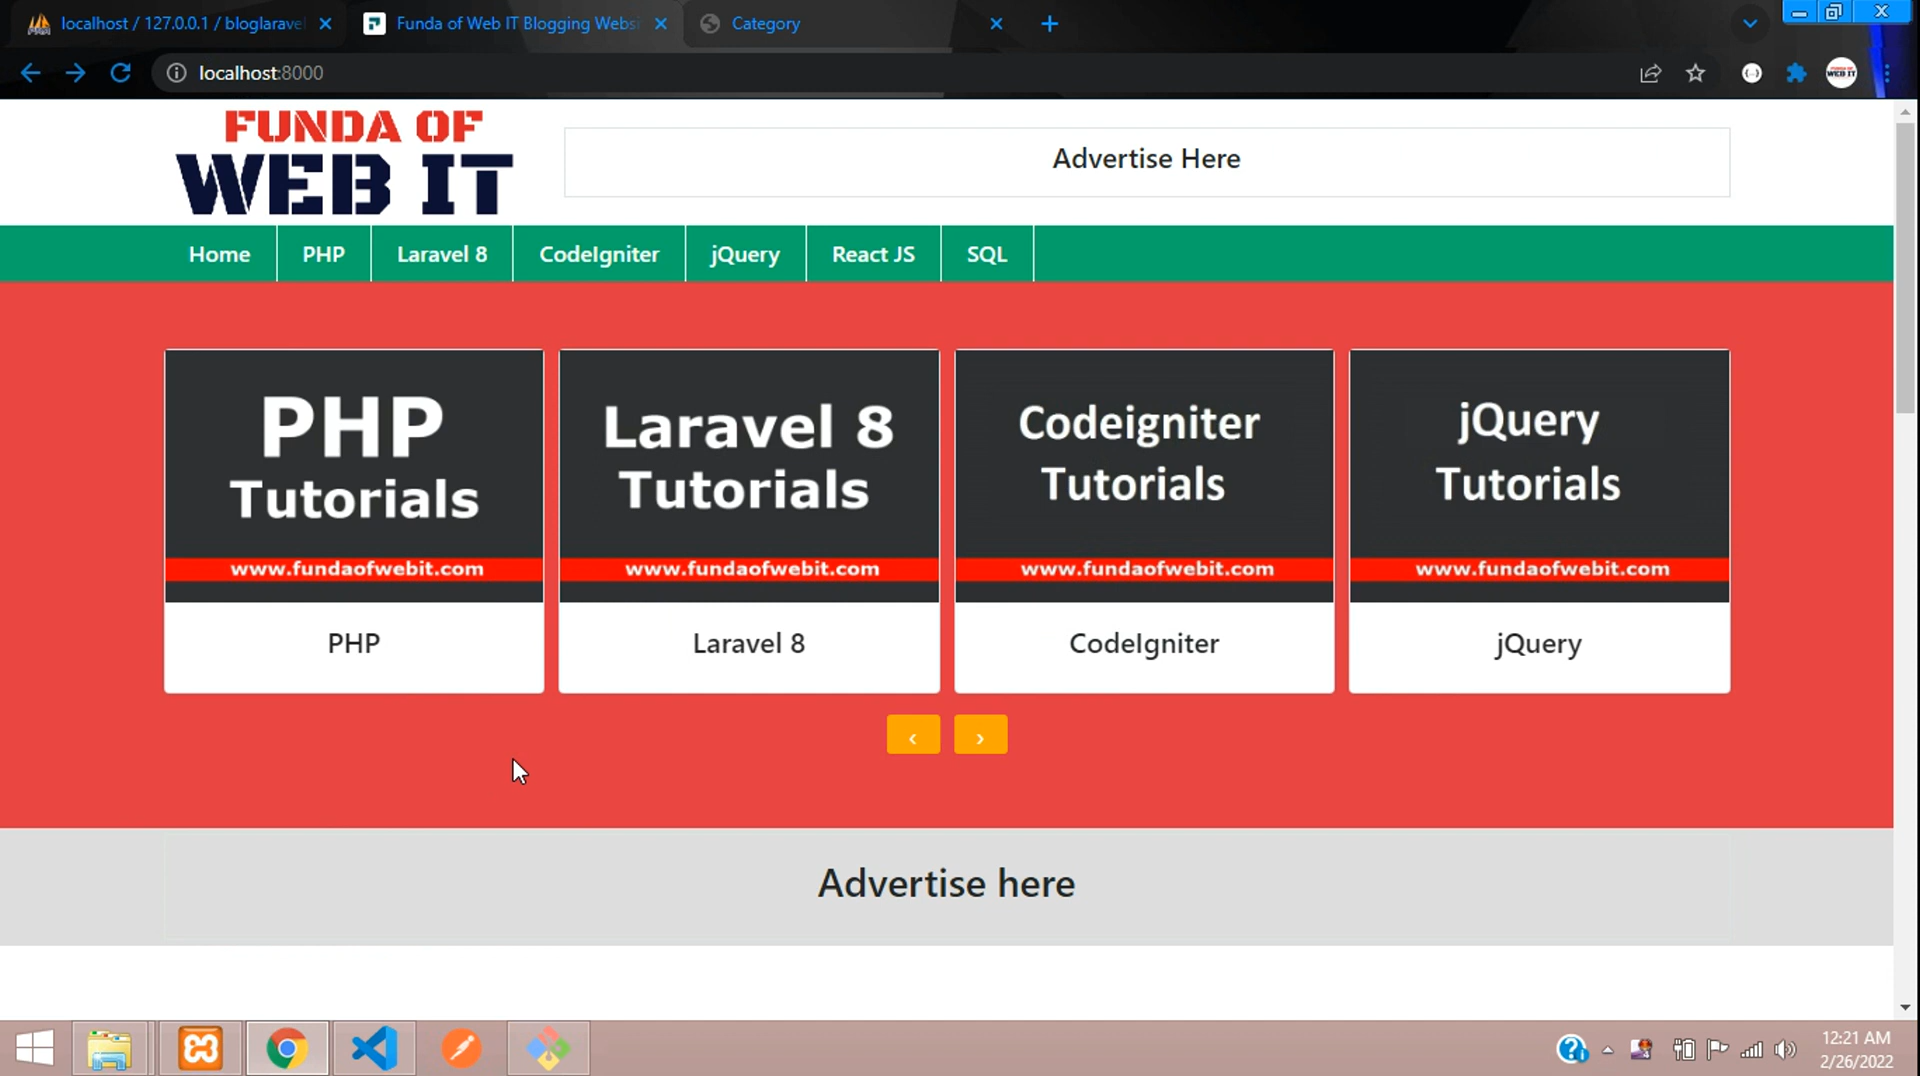 localhost / 127.0.0.1 / bloglaravel
Funda of Web IT Blogging Webs
Category
localhost:8000
FUNDA OF
WEB IT
Advertise Here
Home
PHP
Laravel 8
CodeIgniter
jQuery
React JS
SQL
PHP
Tutorials
www.fundaofwebit.com
PHP
Laravel 8
Tutorials
www.fundaofwebit.com
Laravel 8
Codeigniter
Tutorials
www.fundaofwebit.com
CodeIgniter
jQuery
Tutorials
www.fundaofwebit.com
jQuery
‹ ›
Advertise here
12:21 AM
2/26/2022